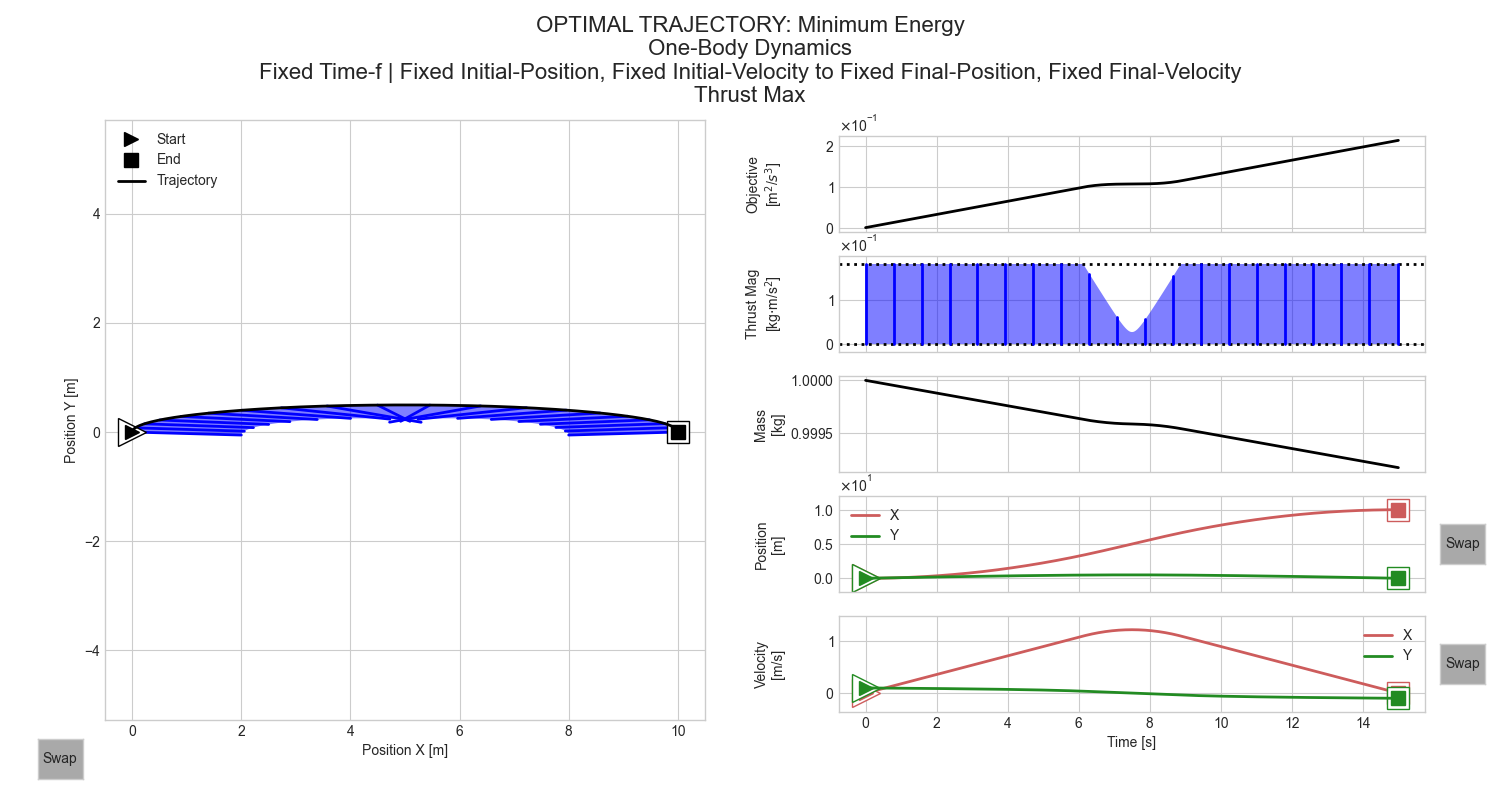 OPTIMAL TRAJECTORY: Minimum Energy
One-Body Dynamics
Fixed Time-f | Fixed Initial-Position, Fixed Initial-Velocity to Fixed Final-Position, Fixed Final-Velocity
Thrust Max
Start
End
Trajectory
4
2
0
−2
−4
Position Y [m]
0 2 4 6 8 10
Position X [m]
Swap
×10⁻¹
2
1
0
Objective
[m²/s³]
×10⁻¹
1
0
Thrust Mag
[kg·m/s²]
1.0000
0.9995
Mass
[kg]
×10¹
1.0
0.5
0.0
Position
[m]
X
Y
Swap
1
0
Velocity
[m/s]
X
Y
Swap
0 2 4 6 8 10 12 14
Time [s]